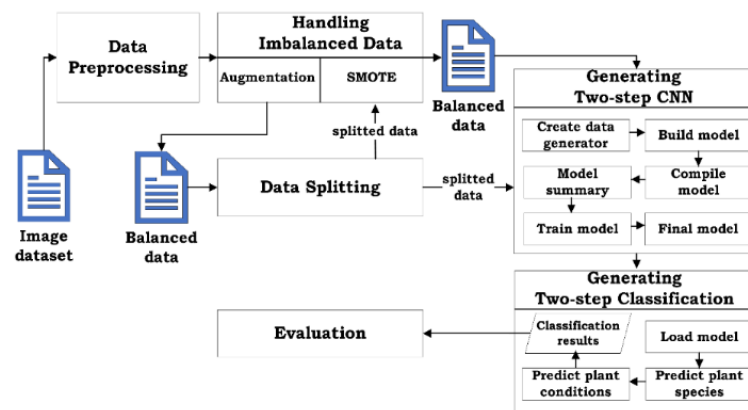 Data
Preprocessing
Handling
Imbalanced Data
Augmentation
SMOTE
Balanced
data
Image
dataset
Balanced
data
splitted data
Data Splitting
splitted
data
Generating
Two-step CNN
Create data
generator
Build model
Model
summary
Compile
model
Train model
Final model
Generating
Two-step Classification
Classification
results
Load model
Predict plant
conditions
Predict plant
species
Evaluation